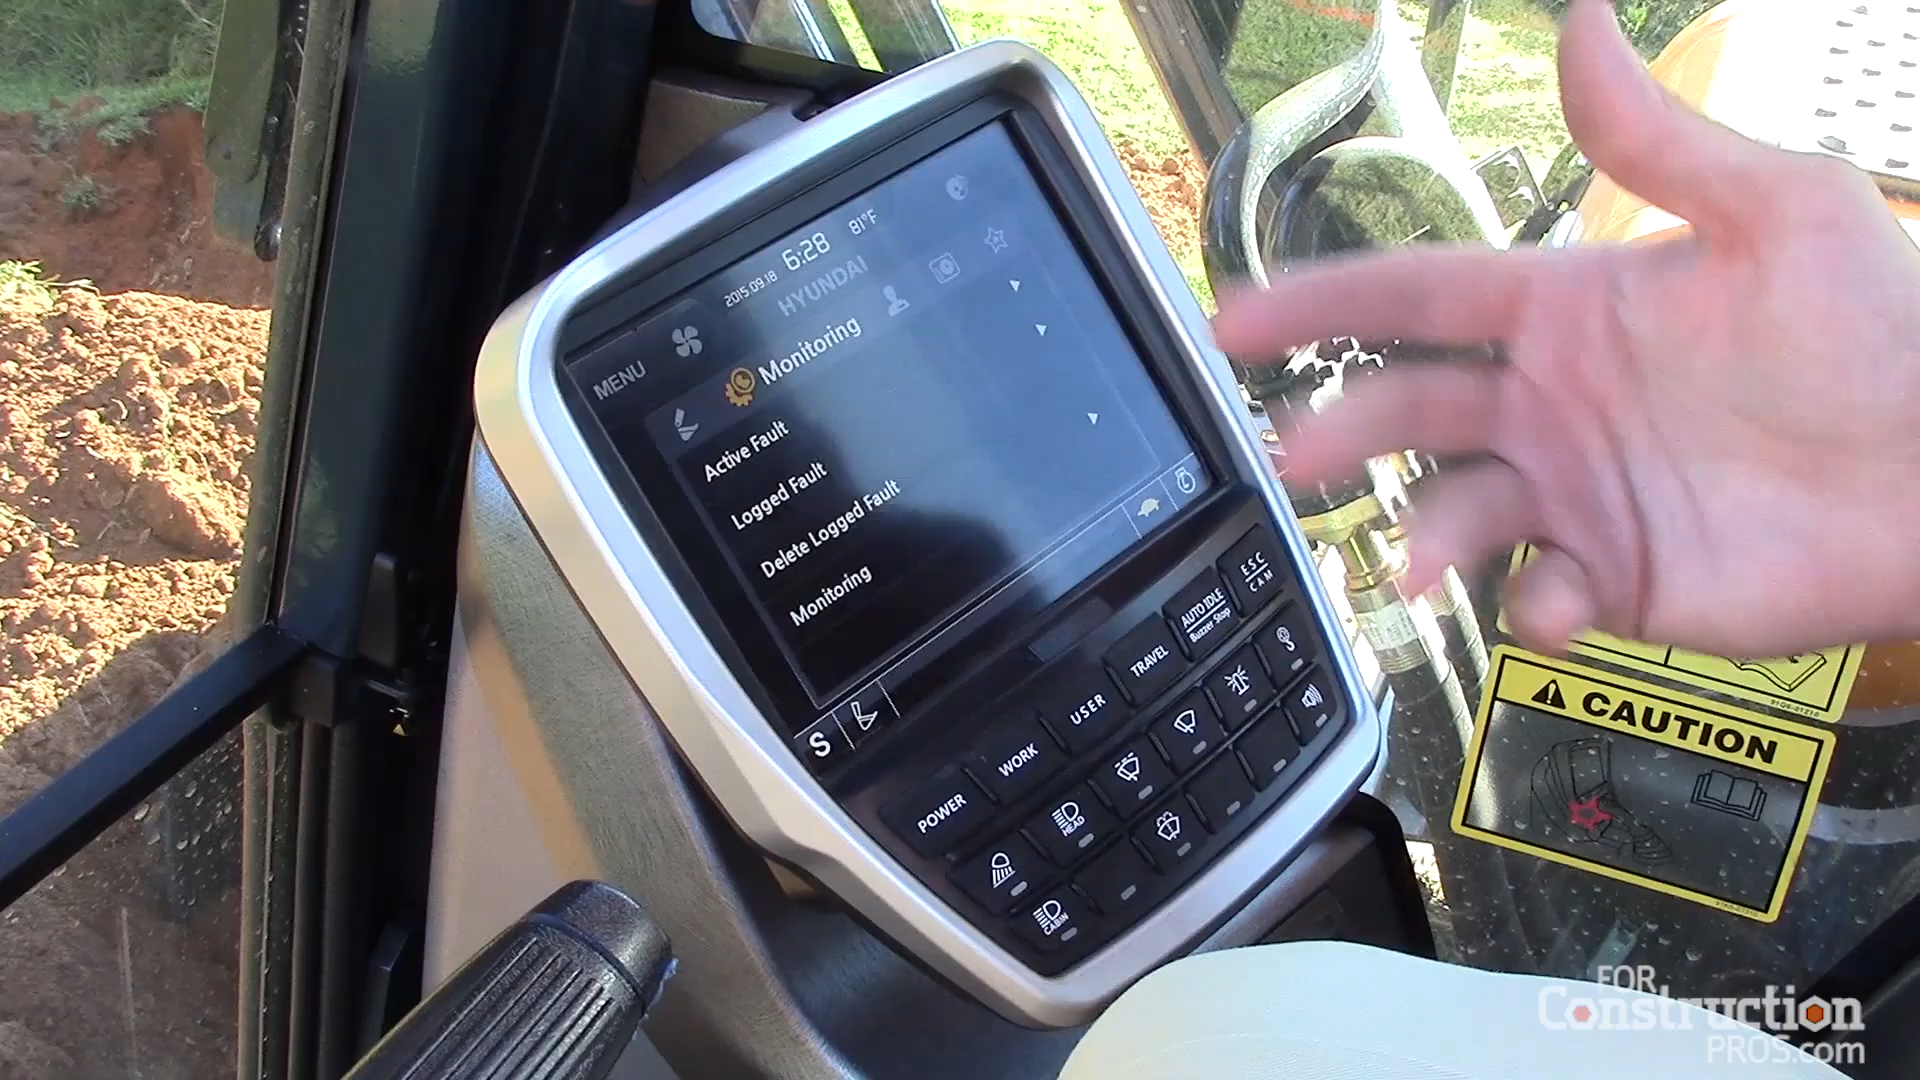 2015.09.18 6:28 81°F
HYUNDAI
MENU
Monitoring
Active Fault
Logged Fault
Delete Logged Fault
Monitoring
S
POWER
WORK
USER
TRAVEL
AUTO IDLE
Buzzer Stop
ESC
CAM
HEAD
CABIN
CAUTION
FOR
Construction
PROS.com